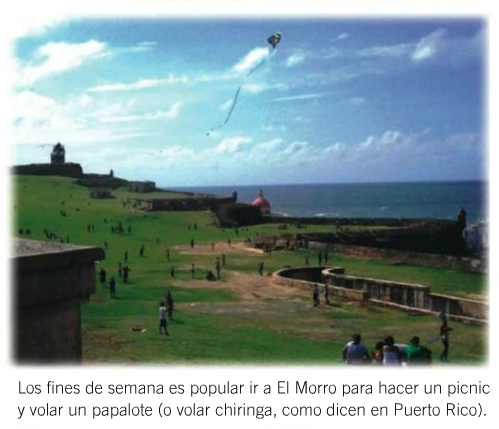 Los fines de semana es popular ir a El Morro para hacer un picnic
y volar un papalote (o volar chiringa, como dicen en Puerto Rico).